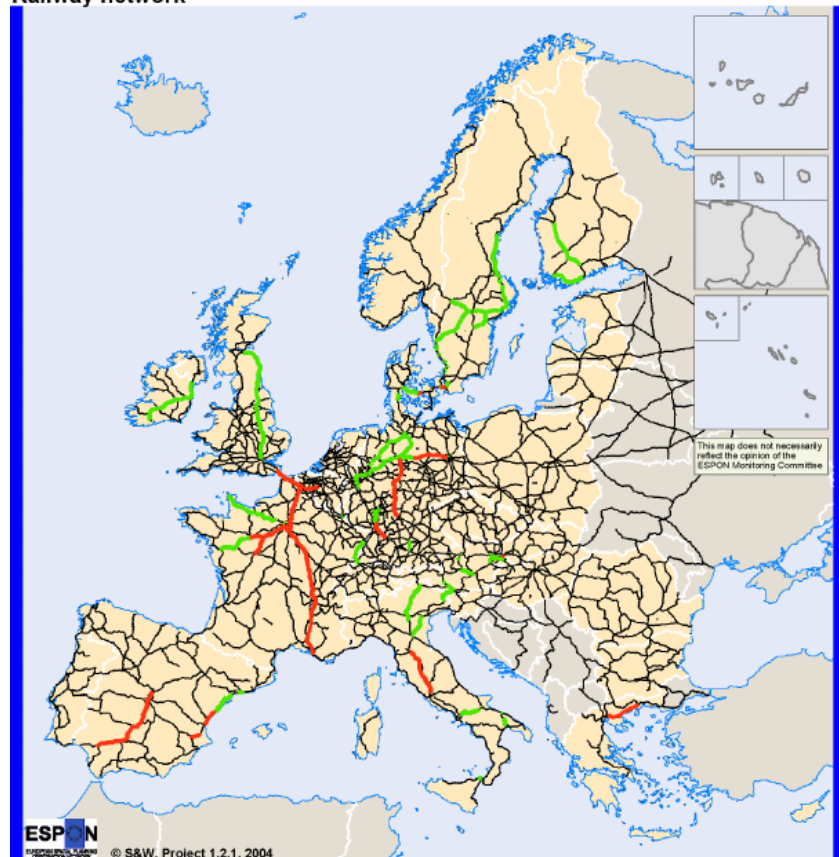 Railway network
This map does not necessarily
reflect the opinion of the
ESPON Monitoring Committee
ESPON
© S&W, Project 1.2.1, 2004